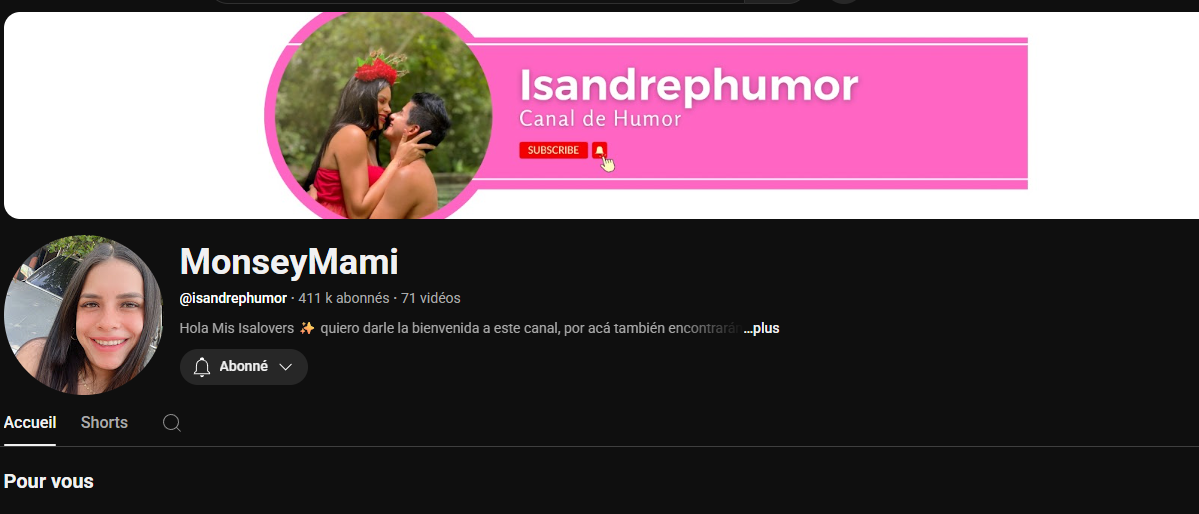 Isandrephumor
Canal de Humor
SUBSCRIBE
MonseyMami
@isandrephumor · 411 k abonnés · 71 vidéos
Hola Mis Isalovers ✨ quiero darle la bienvenida a este canal, por acá también encontrarán ...plus
Abonné
Accueil Shorts
Pour vous